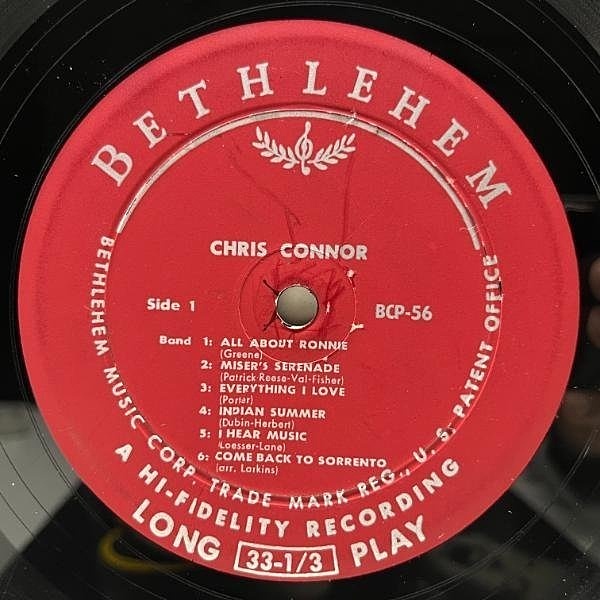 BETHLEHEM
CHRIS CONNOR
Side 1
BCP-56
Band 1: ALL ABOUT RONNIE
(Greene)
2: MISER'S SERENADE
(Patrick-Reese-Val-Fisher)
3: EVERYTHING I LOVE
(Porter)
4: INDIAN SUMMER
(Dubin-Herbert)
5: I HEAR MUSIC
(Loesser-Lane)
6: COME BACK TO SORRENTO
(arr. Larkins)
BETHLEHEM MUSIC CORP. TRADE MARK REG., U.S. PATENT OFFICE
A HI-FIDELITY RECORDING
LONG 33-1/3 PLAY